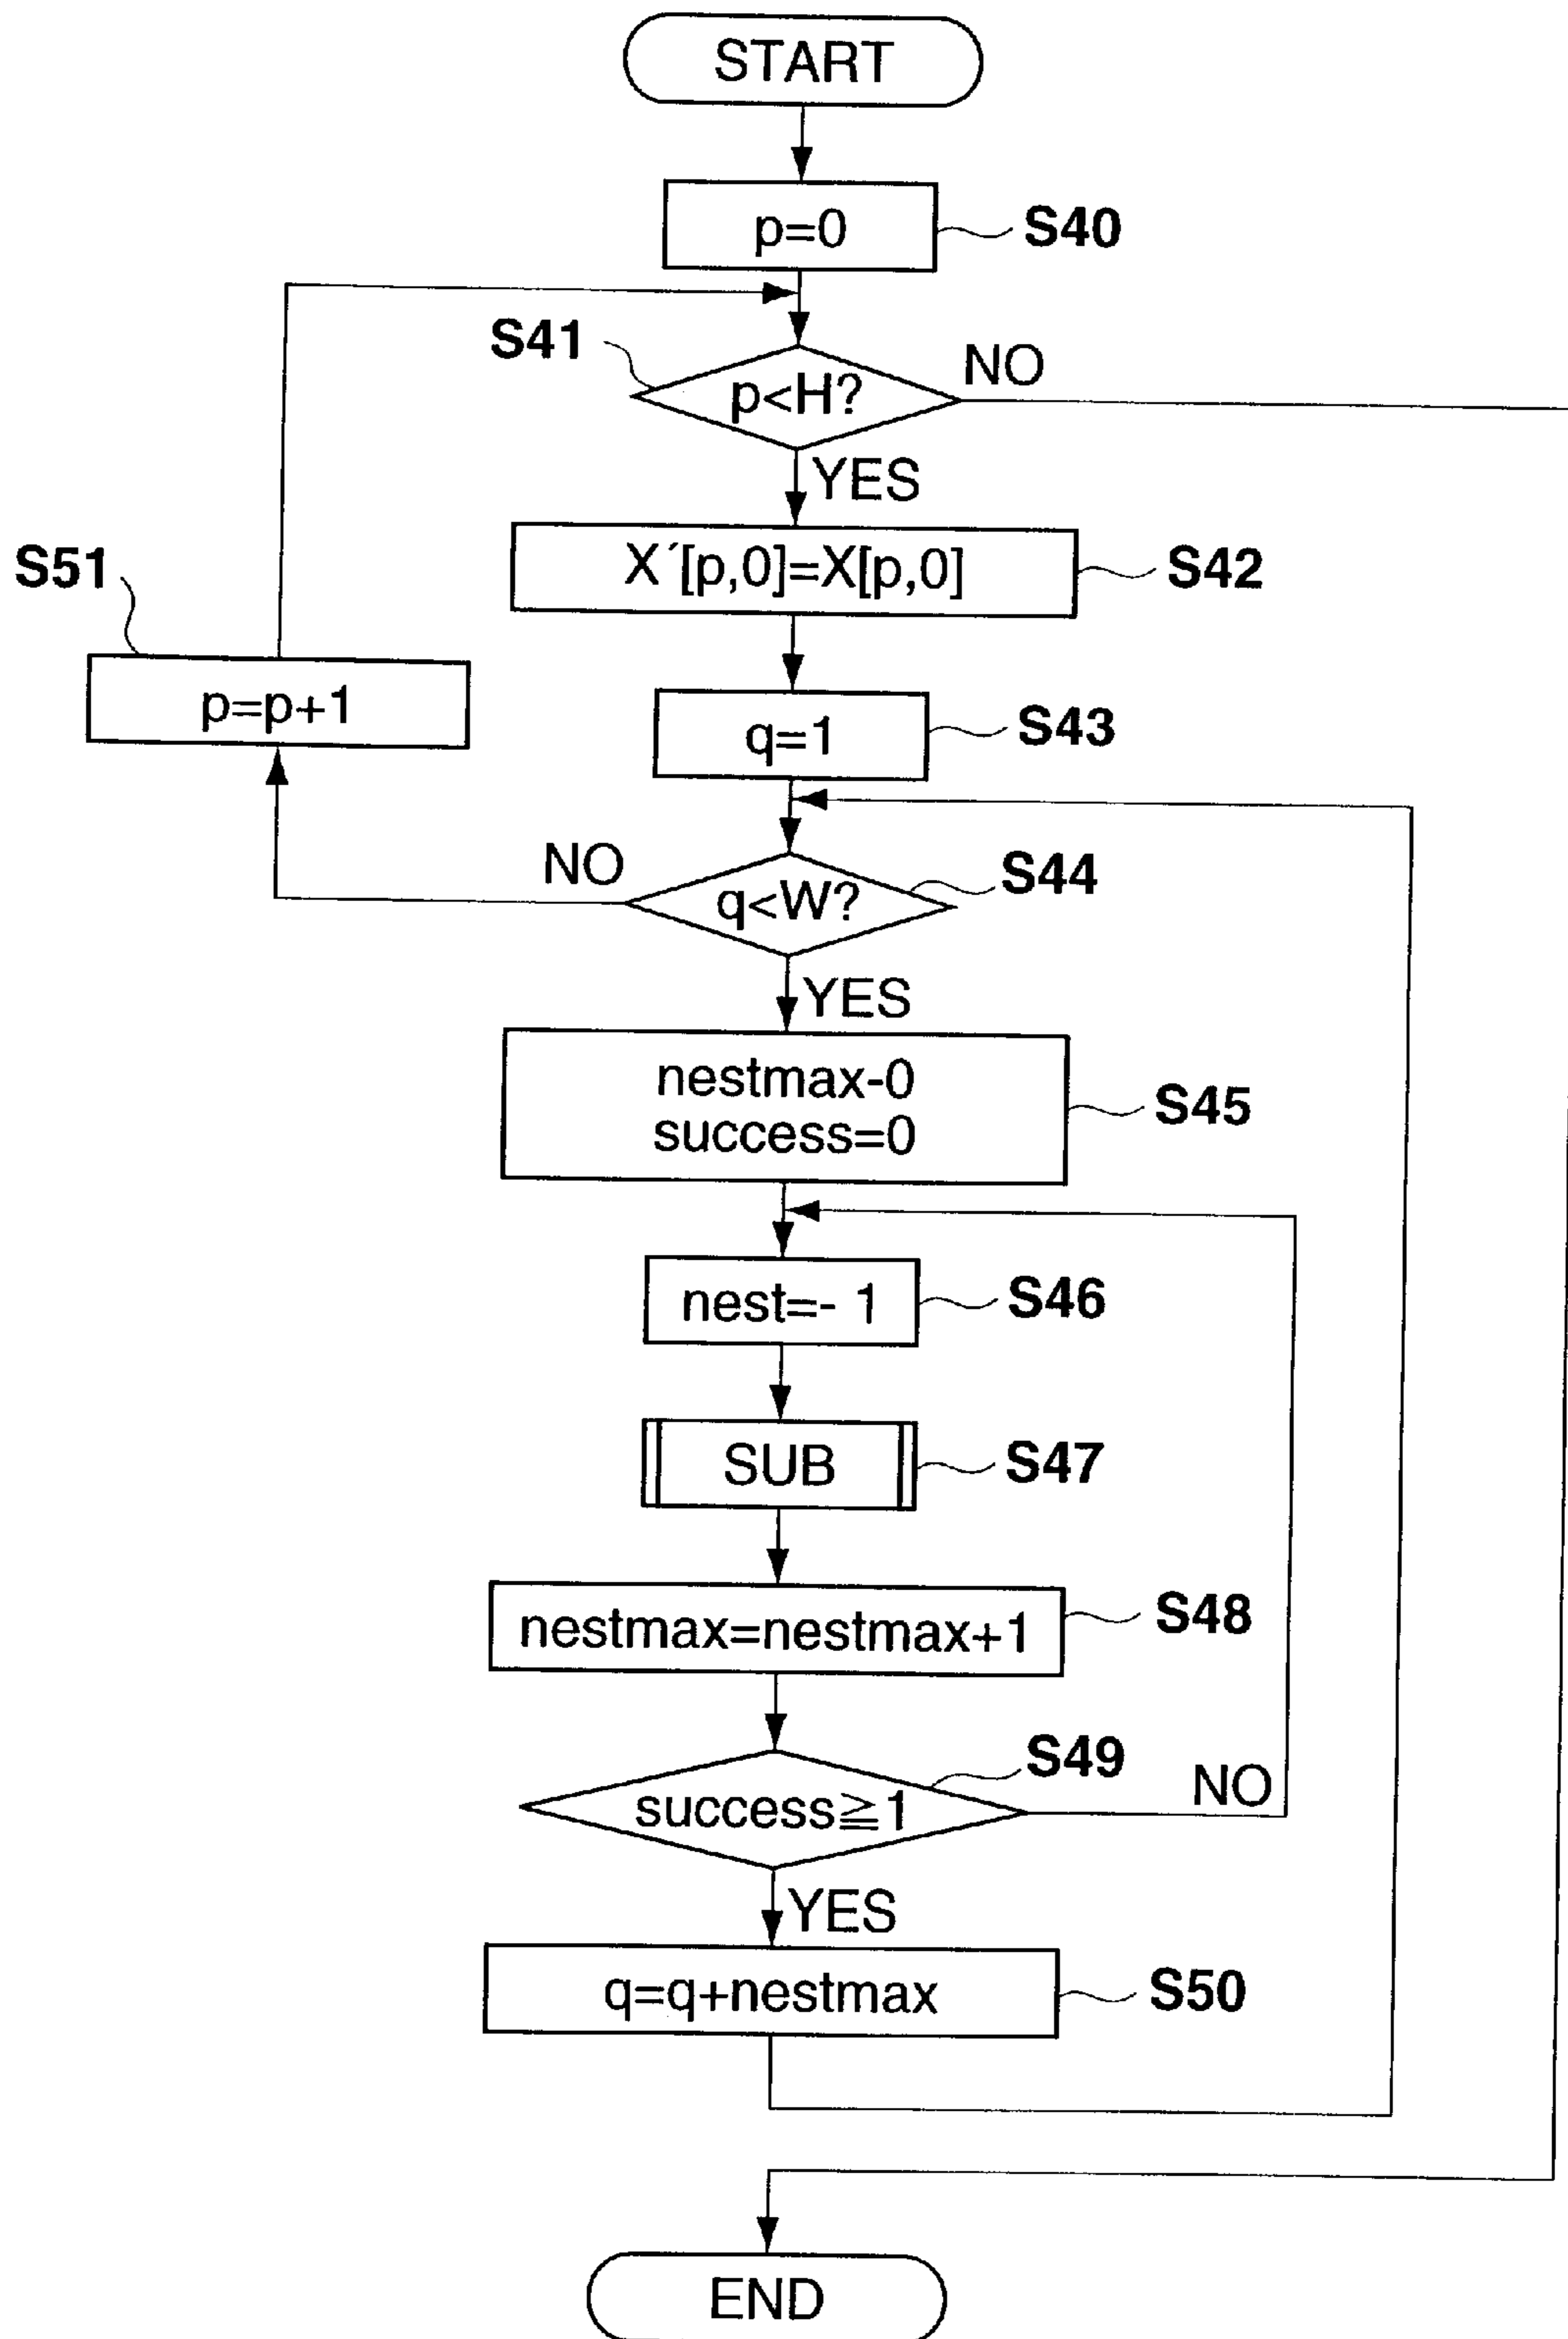 START
p=0
S40
S41
p<H?
NO
YES
X´[p,0]=X[p,0]
S42
S51
p=p+1
q=1
S43
NO
q<W?
S44
YES
nestmax-0
success=0
S45
nest=- 1
S46
SUB
S47
nestmax=nestmax+1
S48
success≧1
S49
NO
YES
q=q+nestmax
S50
END